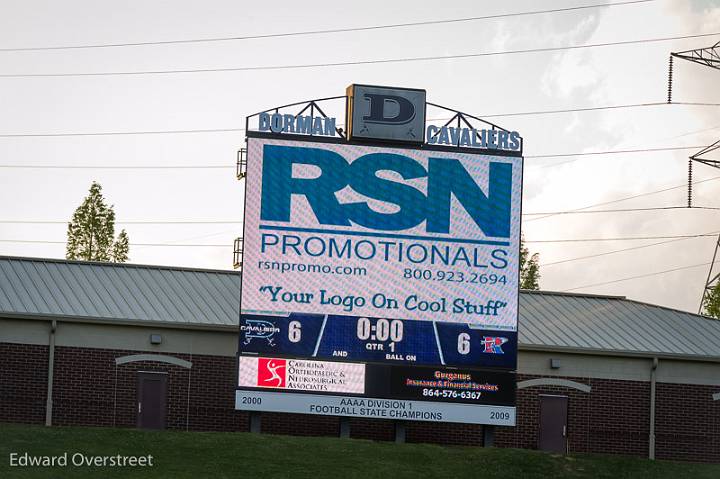 D
DORMAN CAVALIERS
RSN
PROMOTIONALS
rsnpromo.com 800.923.2694
"Your Logo On Cool Stuff"
CAVALIERS 6 0:00 6
QTR 1
AND BALL ON
CAROLINA
ORTHOPAEDIC &
NEUROSURGICAL
ASSOCIATES
Gurganus
Insurance & Financial Services
864-576-6367
2000 AAAA DIVISION 1 2009
FOOTBALL STATE CHAMPIONS
Edward Overstreet